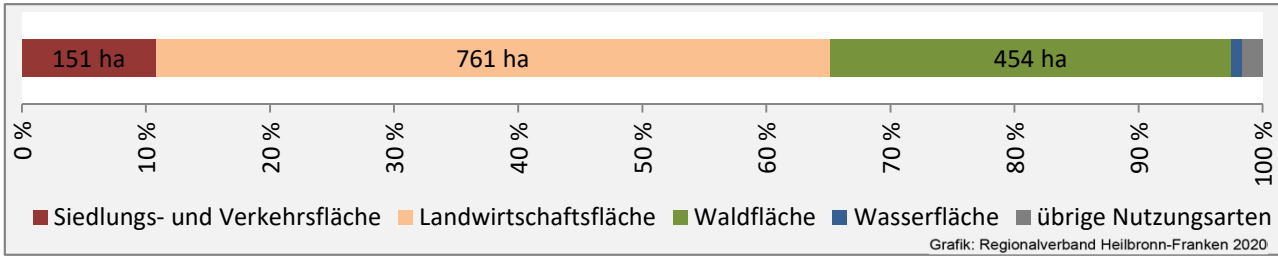 151 ha 761 ha 454 ha
0 % 10 % 20 % 30 % 40 % 50 % 60 % 70 % 80 % 90 % 100 %
Siedlungs- und Verkehrsfläche Landwirtschaftsfläche Waldfläche Wasserfläche übrige Nutzungsarten
Grafik: Regionalverband Heilbronn-Franken 2020